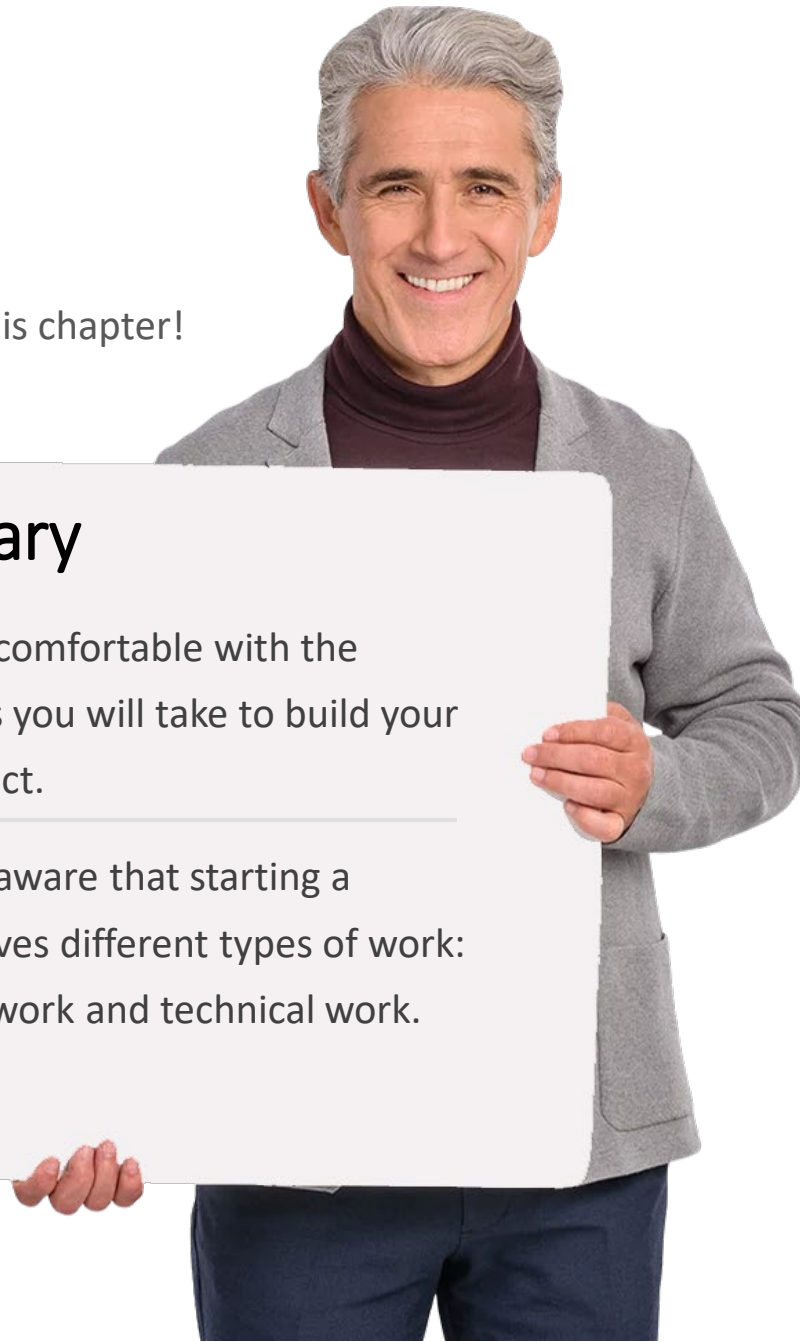 is chapter!
ary
comfortable with the
s you will take to build your
ct.
aware that starting a
ves different types of work:
work and technical work.